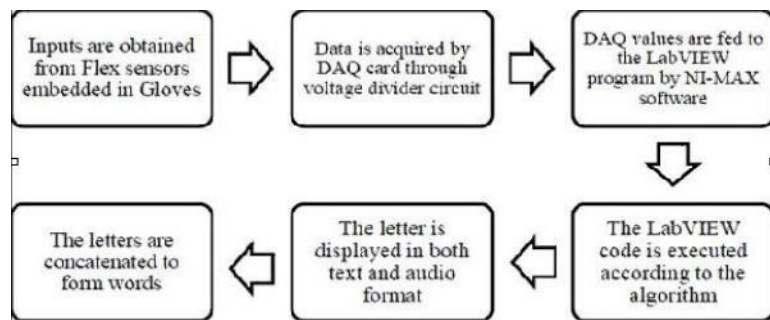 Inputs are obtained
from Flex sensors
embedded in Gloves
Data is acquired by
DAQ card through
voltage divider circuit
DAQ values are fed to
the LabVIEW
program by NI-MAX
software
The LabVIEW
code is executed
according to the
algorithm
The letter is
displayed in both
text and audio
format
The letters are
concatenated to
form words